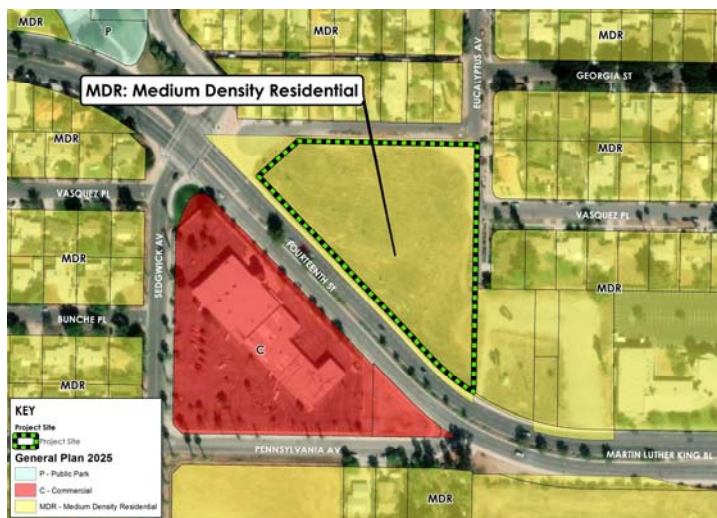 MDR
P
MDR
MDR
EUCALYPTUS AV
GEORGIA ST
MDR: Medium Density Residential
MDR
MDR
VASQUEZ PL
VASQUEZ PL
SEDGWICK AV
FOURTEENTH ST
MDR
MDR
BUNCHE PL
C
MDR
KEY
Project Site
Project Site
General Plan 2025
P - Public Park
C - Commercial
MDR - Medium Density Residential
PENNSYLVANIA AV
MARTIN LUTHER KING BL
MDR